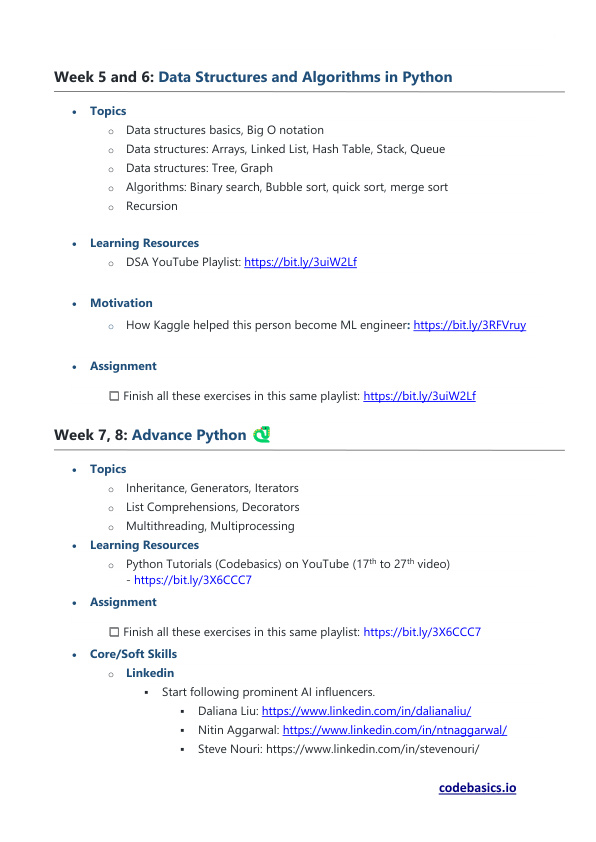 Week 5 and 6: Data Structures and Algorithms in Python
• Topics
o Data structures basics, Big O notation
o Data structures: Arrays, Linked List, Hash Table, Stack, Queue
o Data structures: Tree, Graph
o Algorithms: Binary search, Bubble sort, quick sort, merge sort
o Recursion
• Learning Resources
o DSA YouTube Playlist: https://bit.ly/3uiW2Lf
• Motivation
o How Kaggle helped this person become ML engineer: https://bit.ly/3RFVruy
• Assignment
☐ Finish all these exercises in this same playlist: https://bit.ly/3uiW2Lf
Week 7, 8: Advance Python
• Topics
o Inheritance, Generators, Iterators
o List Comprehensions, Decorators
o Multithreading, Multiprocessing
• Learning Resources
o Python Tutorials (Codebasics) on YouTube (17th to 27th video)
- https://bit.ly/3X6CCC7
• Assignment
☐ Finish all these exercises in this same playlist: https://bit.ly/3X6CCC7
• Core/Soft Skills
o Linkedin
▪ Start following prominent AI influencers.
▪ Daliana Liu: https://www.linkedin.com/in/dalianaliu/
▪ Nitin Aggarwal: https://www.linkedin.com/in/ntnaggarwal/
▪ Steve Nouri: https://www.linkedin.com/in/stevenouri/
codebasics.io